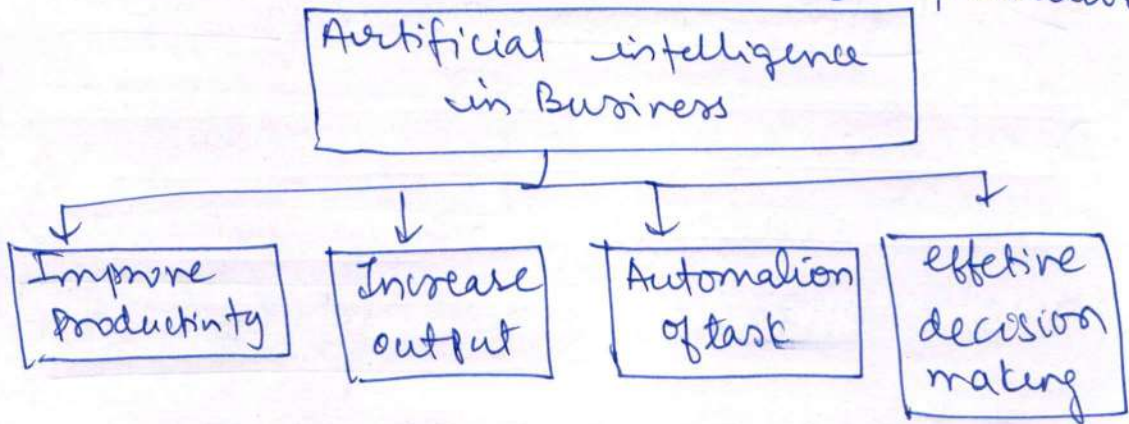 Artificial intelligence
in Business
Improve
Productivity
Increase
output
Automation
of task
effetive
decision
making